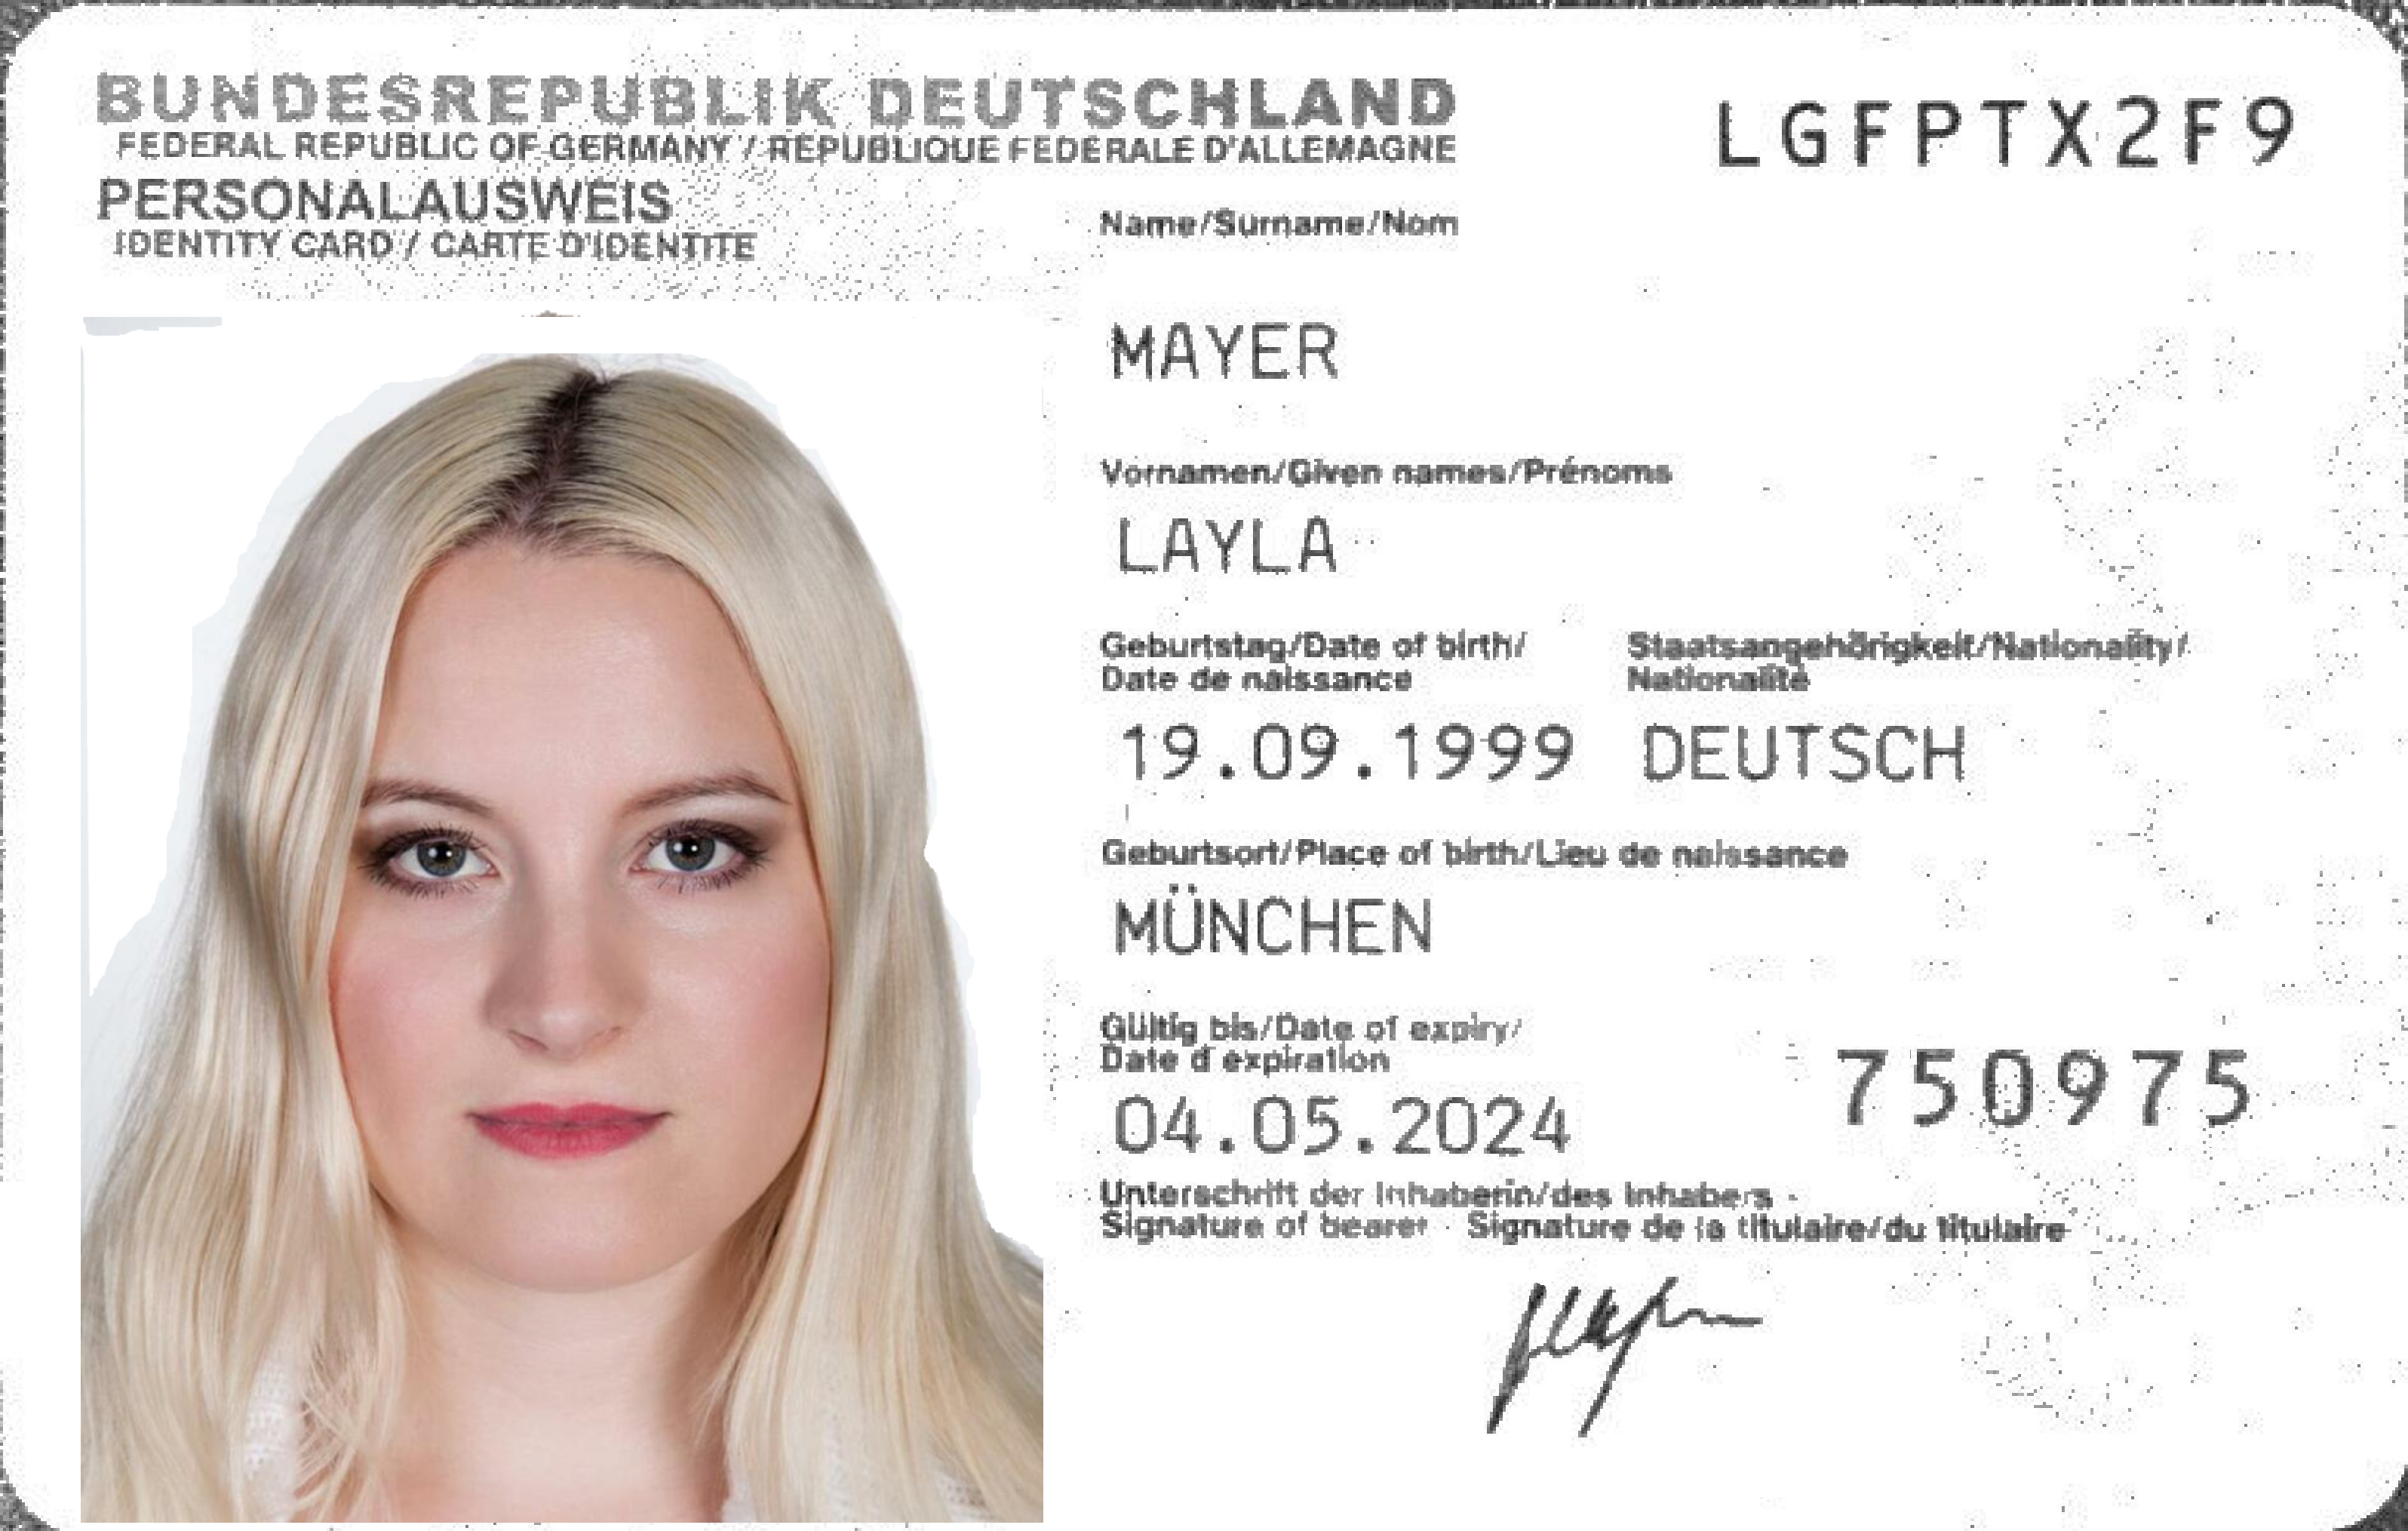 BUNDESREPUBLIK DEUTSCHLAND
FEDERAL REPUBLIC OF GERMANY / REPUBLIQUE FEDERALE D'ALLEMAGNE
PERSONALAUSWEIS
IDENTITY CARD / CARTE D'IDENTITE
LGFPTX2F9
Name/Surname/Nom
MAYER
Vornamen/Given names/Prénoms
LAYLA
Geburtstag/Date of birth/
Date de naissance
Staatsangehörigkeit/Nationality/
Nationalité
19.09.1999 DEUTSCH
Geburtsort/Place of birth/Lieu de naissance
MÜNCHEN
Gültig bis/Date of expiry/
Date d expiration
04.05.2024
750975
Unterschrift der Inhaberin/des Inhabers
Signature of bearer Signature de la titulaire/du titulaire